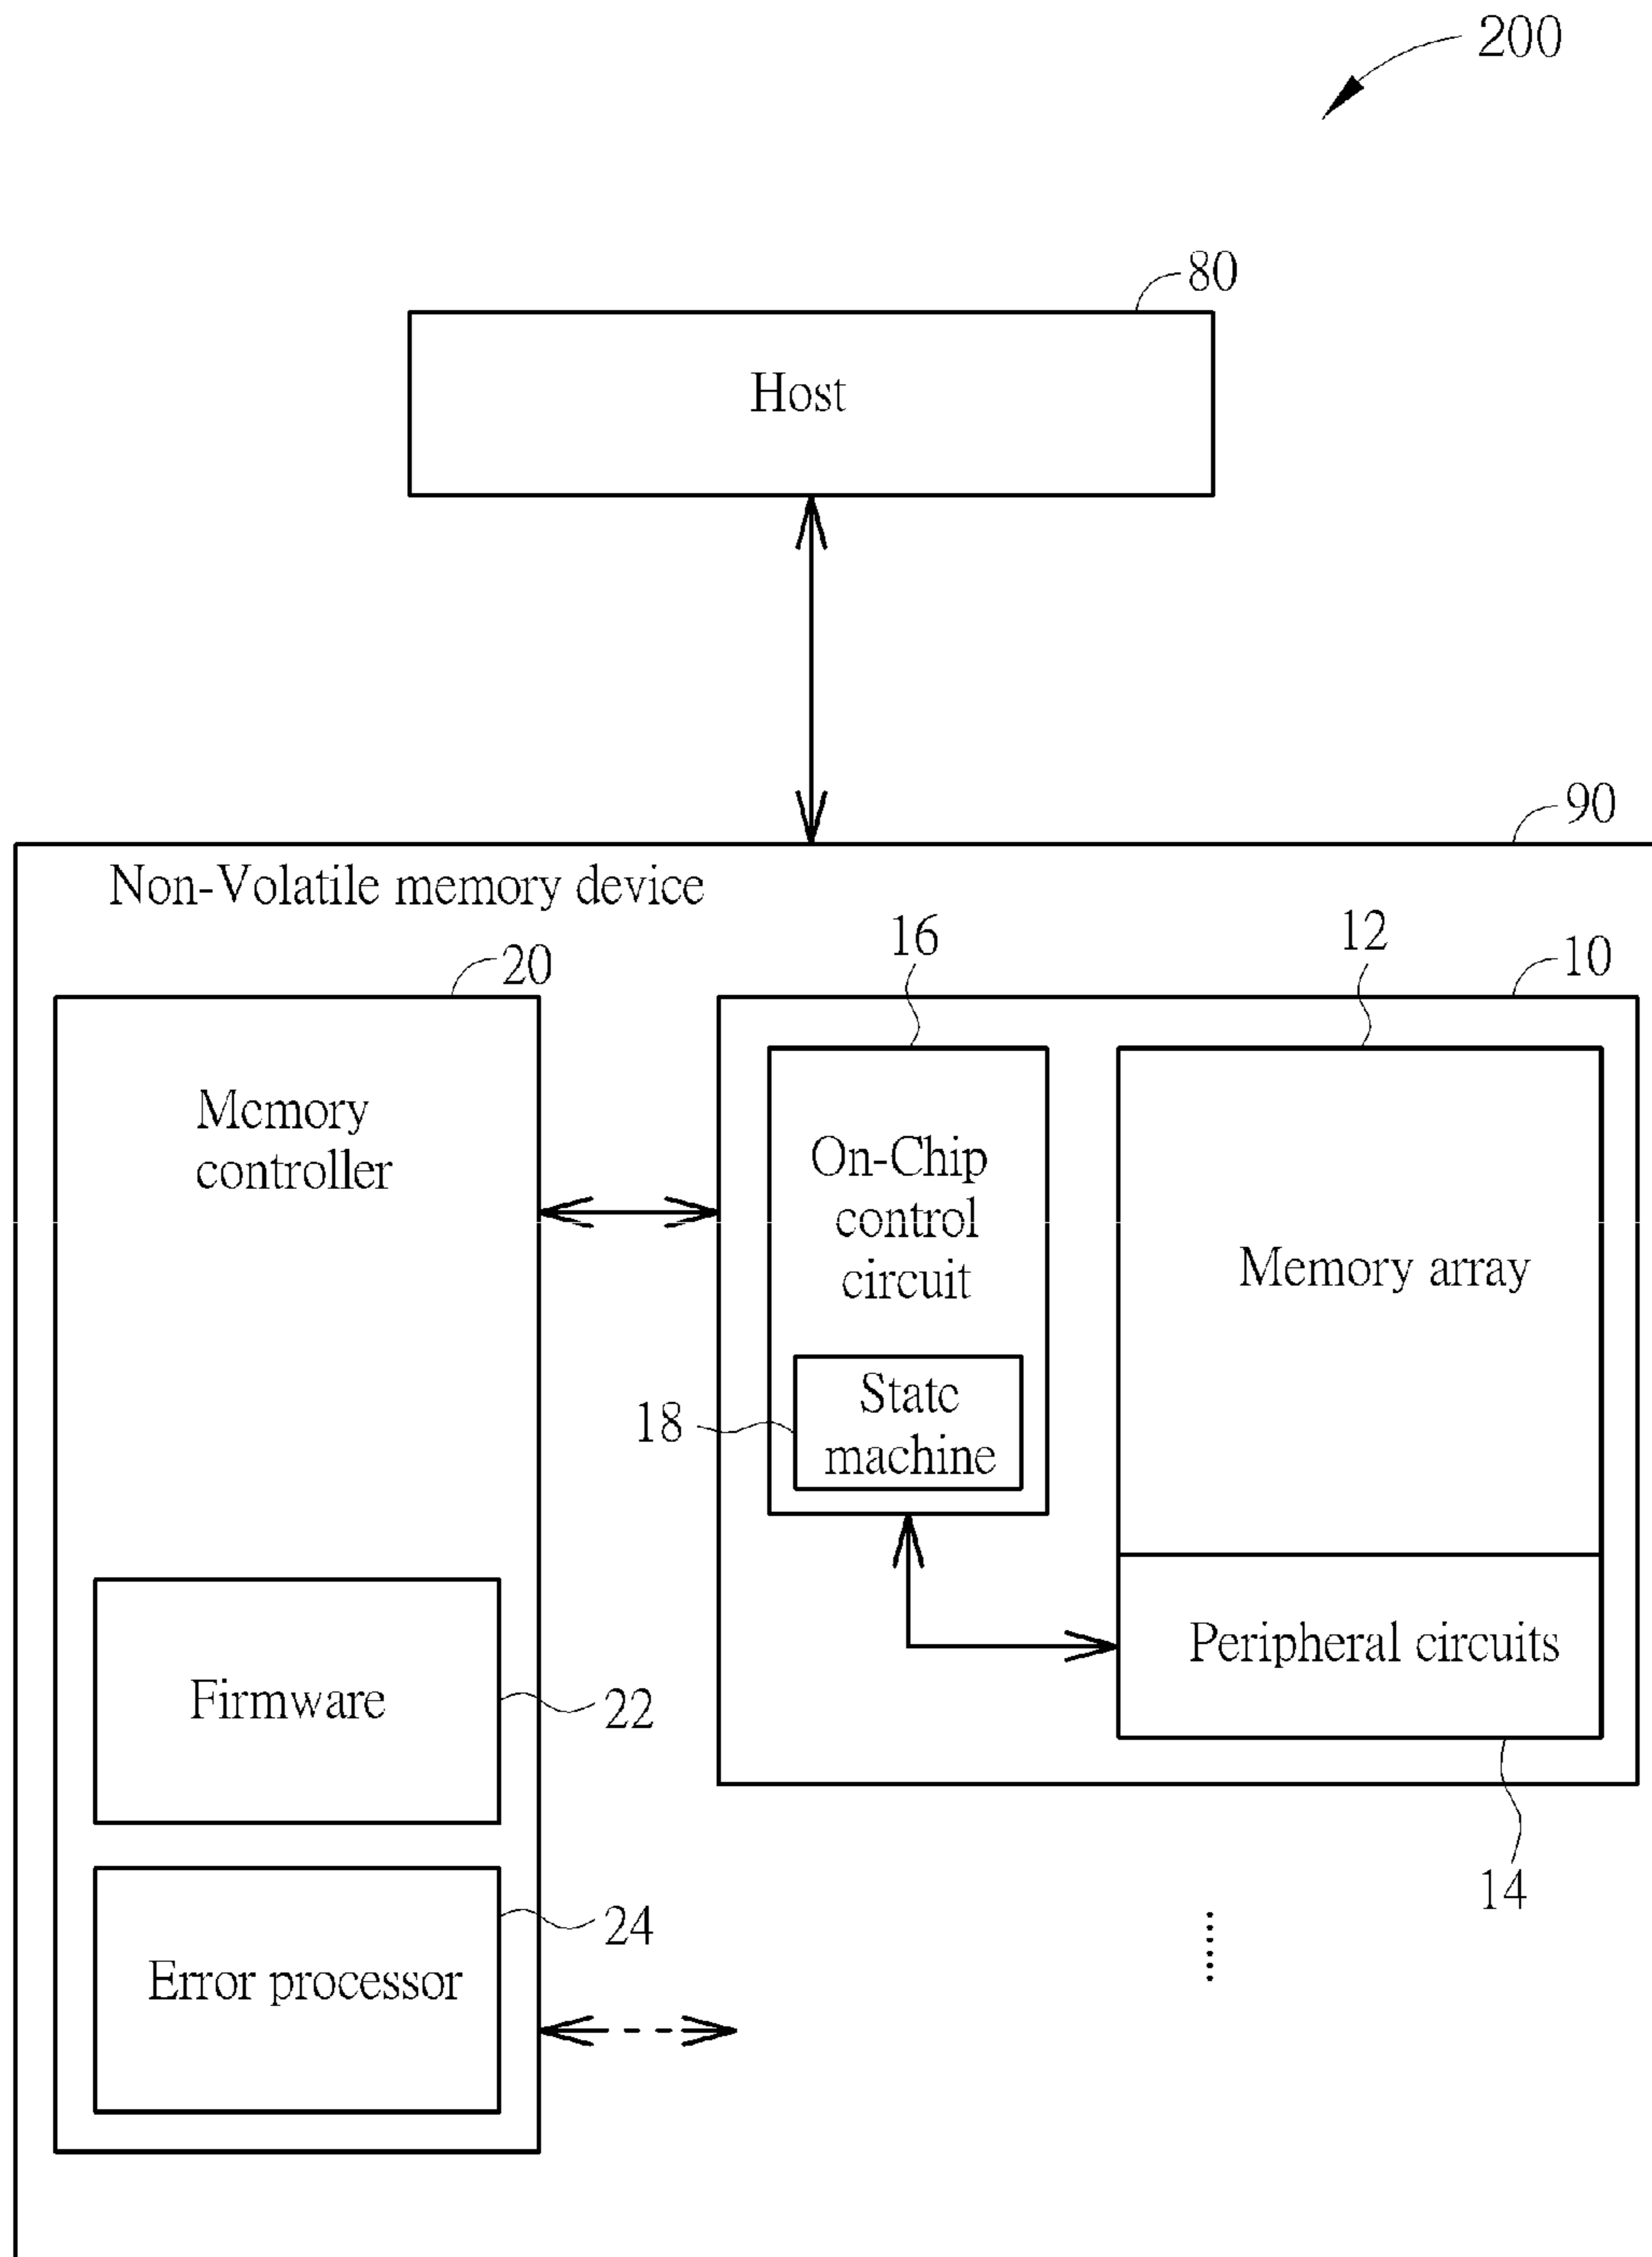 200
80
Host
90
Non-Volatile memory device
20
16
12
10
Memory
controller
On-Chip
control
circuit
Memory array
State
machine
18
Peripheral circuits
Firmware
22
14
24
Error processor